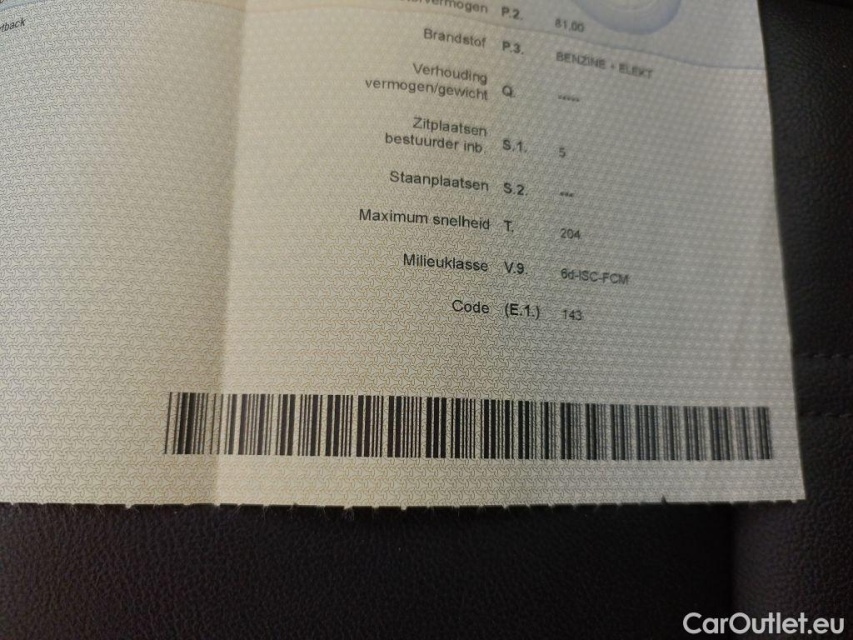 vermogen P.2. 81.00
Brandstof P.3. BENZINE + ELEKT
Verhouding
vermogen/gewicht Q. -----
Zitplaatsen
bestuurder inb. S.1. 5
Staanplaatsen S.2. ---
Maximum snelheid T. 204
Milieuklasse V.9. 6d-ISC-FCM
Code (E.1.) 143
CarOutlet.eu